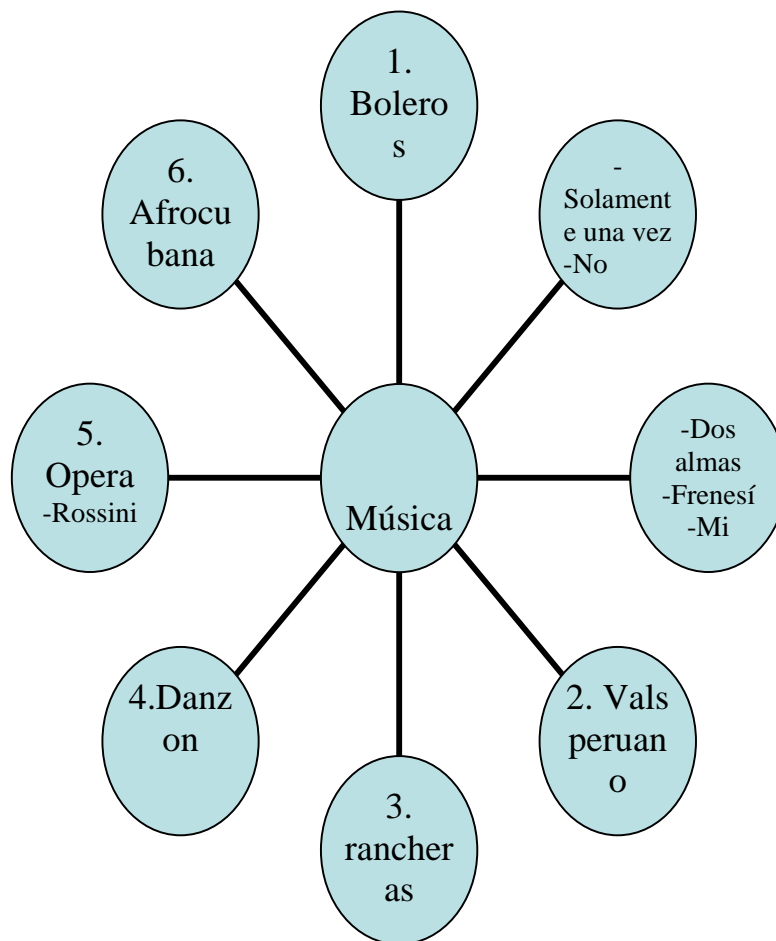 1.
Bolero
s
-
Solament
e una vez
-No
-Dos
almas
-Frenesí
-Mi
2. Vals
peruan
o
3.
rancher
as
4.Danz
on
5.
Opera
-Rossini
6.
Afrocu
bana
Música